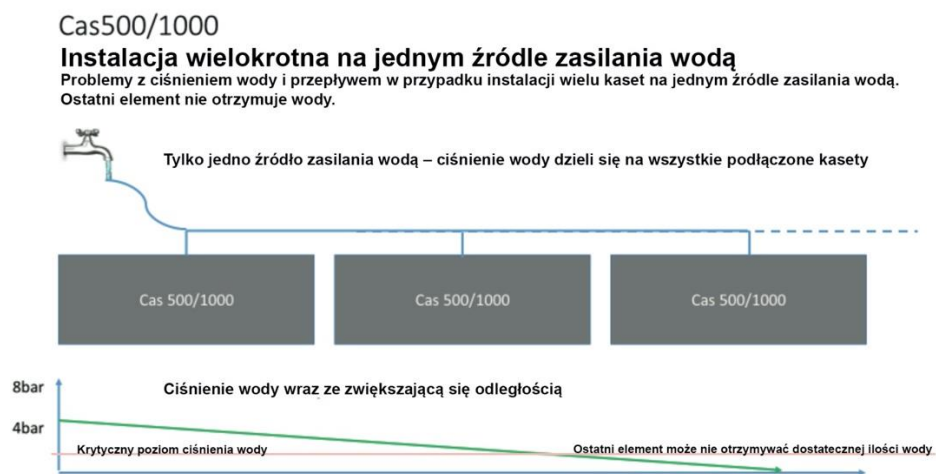 Cas500/1000
Instalacja wielokrotna na jednym źródle zasilania wodą
Problemy z ciśnieniem wody i przepływem w przypadku instalacji wielu kaset na jednym źródle zasilania wodą.
Ostatni element nie otrzymuje wody.
Tylko jedno źródło zasilania wodą – ciśnienie wody dzieli się na wszystkie podłączone kasety
Cas 500/1000
Cas 500/1000
Cas 500/1000
8bar
Ciśnienie wody wraz ze zwiększającą się odległością
4bar
Krytyczny poziom ciśnienia wody
Ostatni element może nie otrzymywać dostatecznej ilości wody